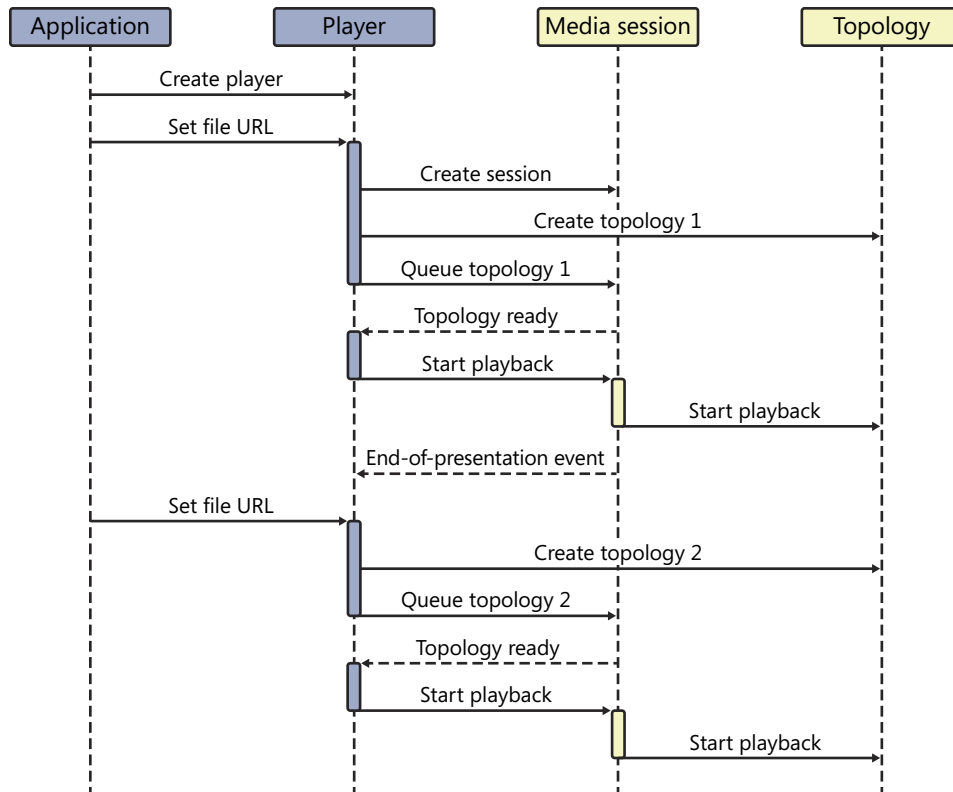 Application
Player
Media session
Topology
Create player
Set file URL
Create session
Create topology 1
Queue topology 1
Topology ready
Start playback
Start playback
End-of-presentation event
Set file URL
Create topology 2
Queue topology 2
Topology ready
Start playback
Start playback